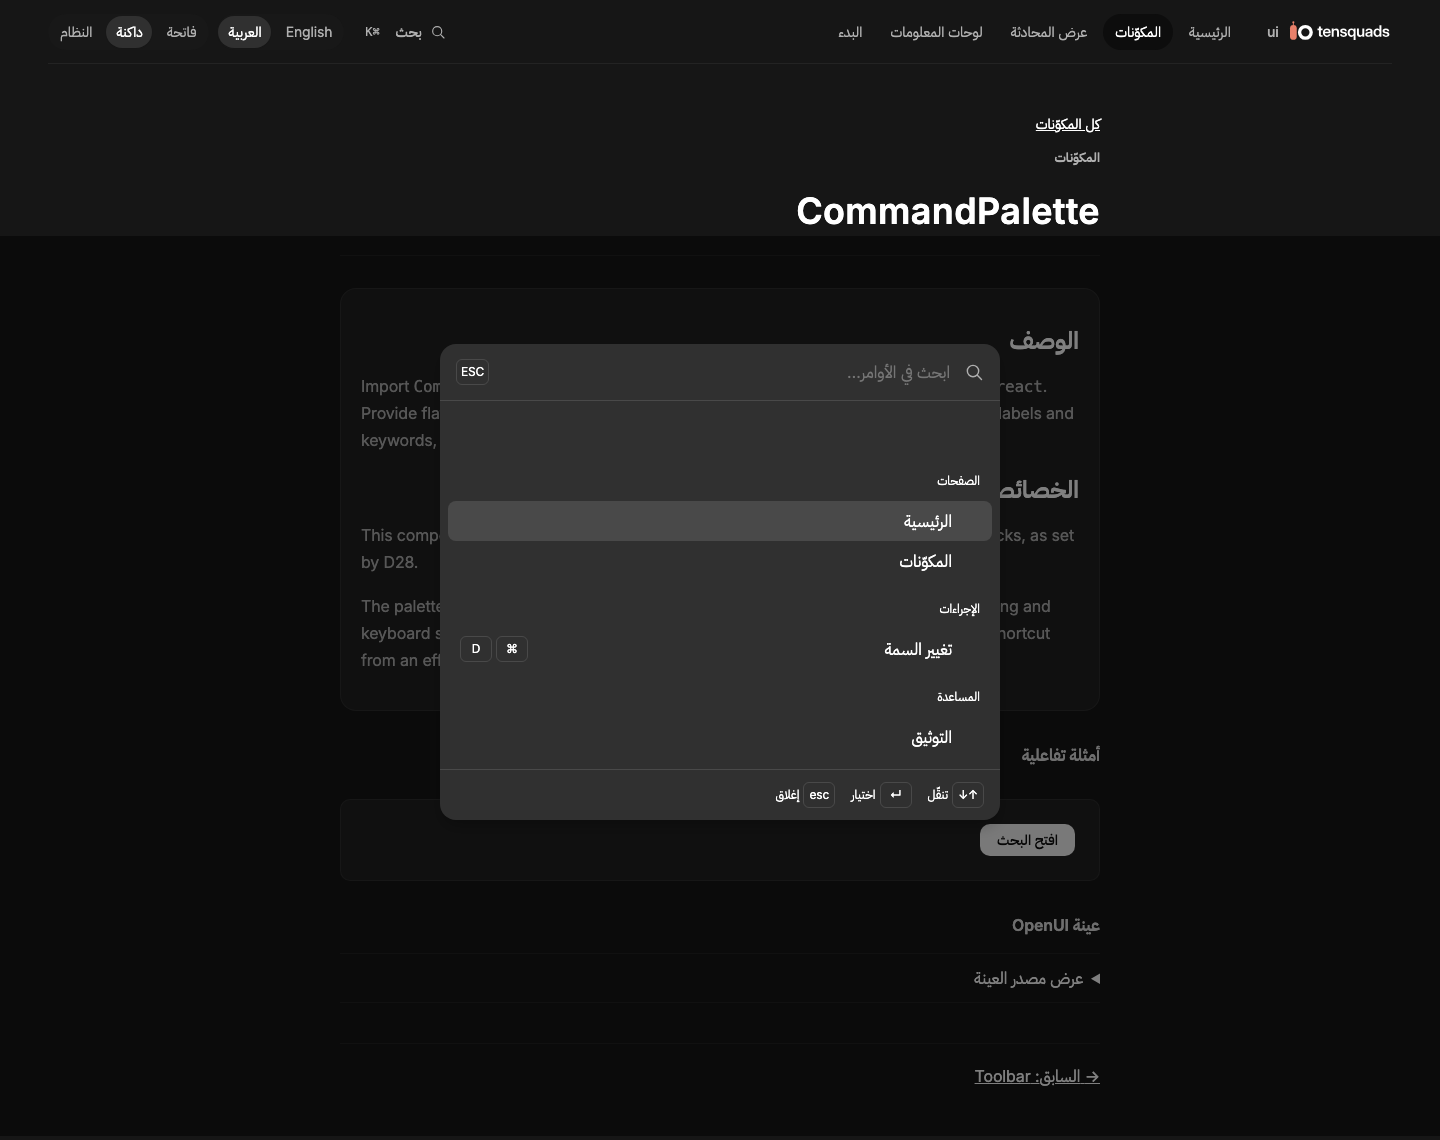 tensquads ui
الرئيسية
المكوّنات
عرض المحادثة
لوحات المعلومات
البدء
بحث
⌘K
English
العربية
فاتحة
داكنة
النظام
كل المكوّنات
المكوّنات
CommandPalette
الوصف
Import Com
react.
Provide fla
labels and
keywords,
الخصائص
This comp
cks, as set
by D28.
The palette
ng and
keyboard s
hortcut
from an eff
ابحث في الأوامر...
ESC
الصفحات
الرئيسية
المكوّنات
الإجراءات
تغيير السمة
⌘ D
المساعدة
التوثيق
↑↓ تنقّل
↵ اختيار
esc إغلاق
أمثلة تفاعلية
افتح البحث
عينة OpenUI
عرض مصدر العينة
→ السابق: Toolbar